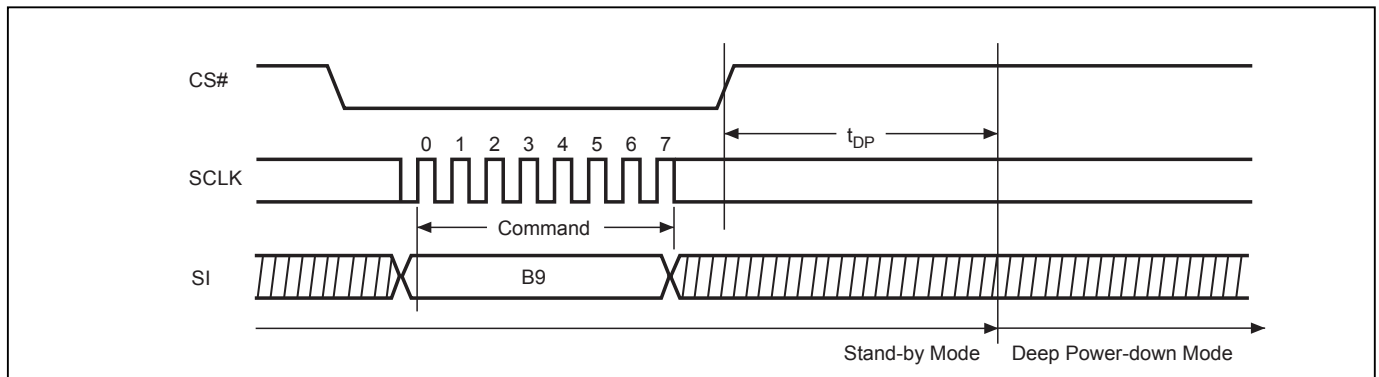 CS#
t_DP
0 1 2 3 4 5 6 7
SCLK
Command
SI
B9
Stand-by Mode Deep Power-down Mode